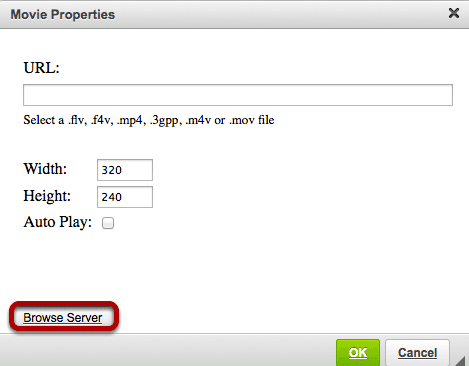 Movie Properties
URL:
Select a .flv, .f4v, .mp4, .3gpp, .m4v or .mov file
Width: 320
Height: 240
Auto Play:
Browse Server
OK Cancel